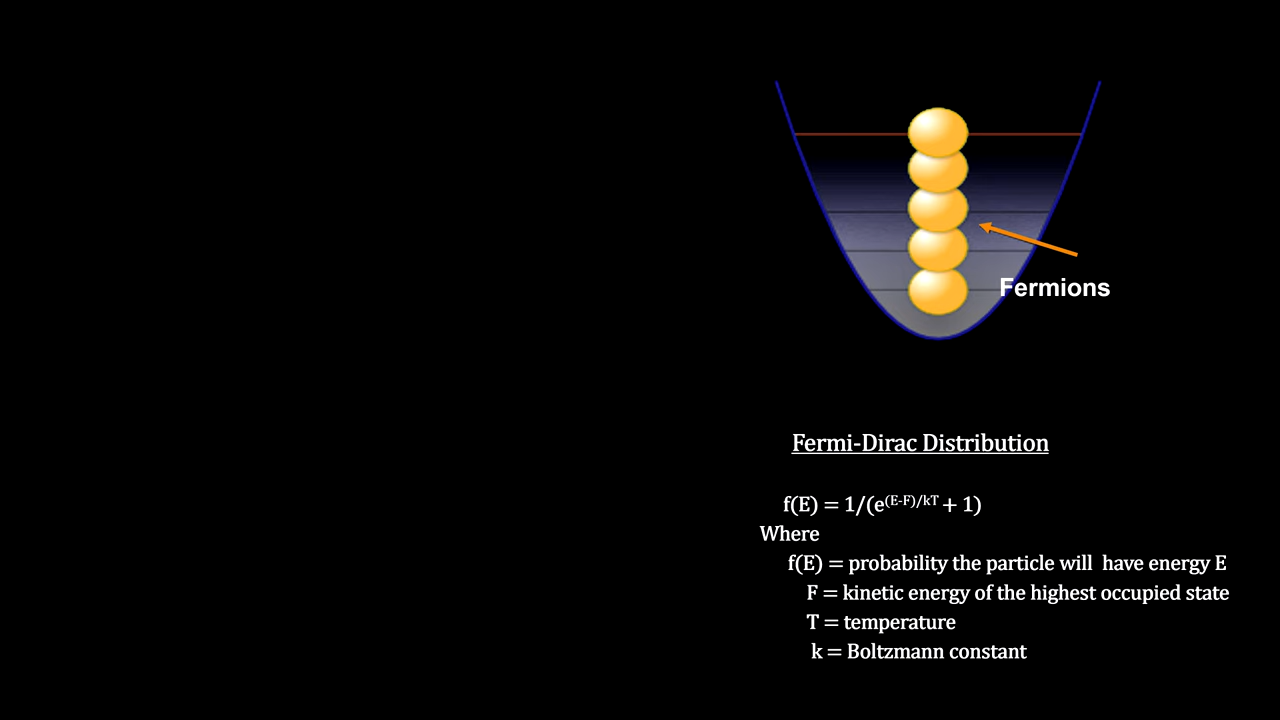 Fermions
Fermi-Dirac Distribution
f(E) = 1/(e^(E-F)/kT + 1)
Where
f(E) = probability the particle will have energy E
F = kinetic energy of the highest occupied state
T = temperature
k = Boltzmann constant